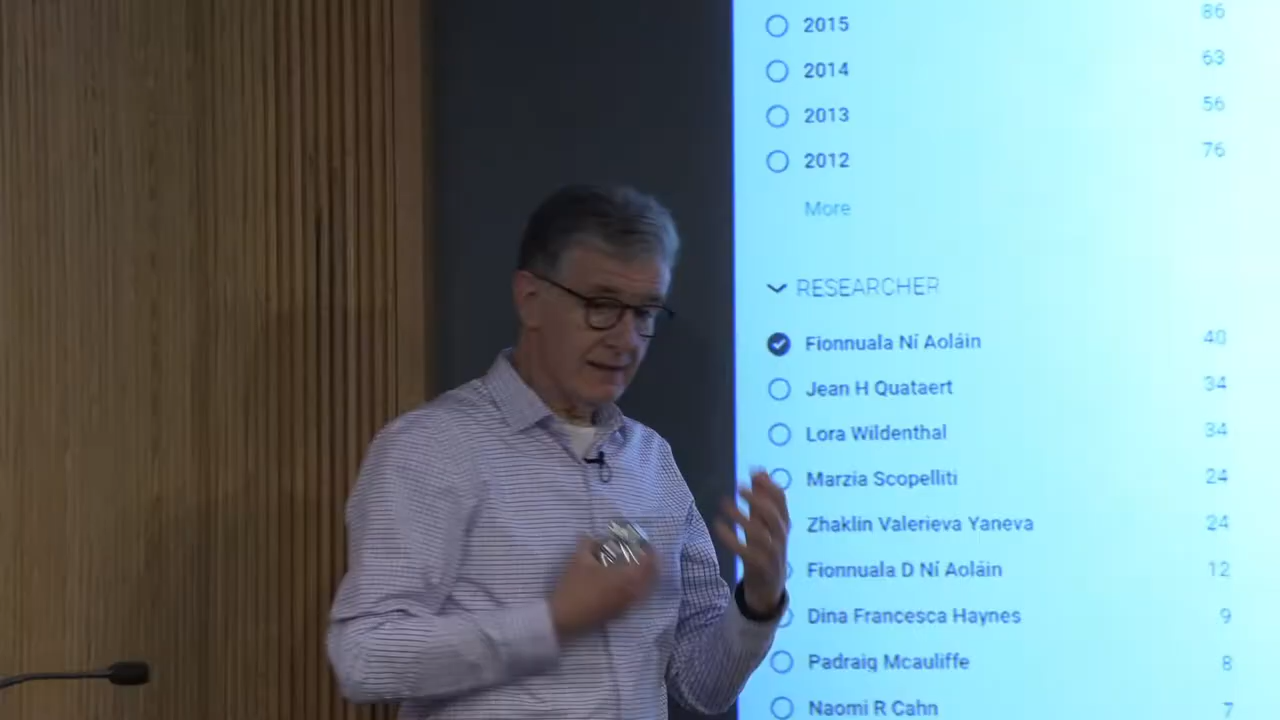 2015 86
2014 63
2013 56
2012 76
More
RESEARCHER
Fionnuala Ní Aoláin 40
Jean H Quataert 34
Lora Wildenthal 34
Marzia Scopelliti 24
Zhaklin Valerieva Yaneva 24
Fionnuala D Ní Aoláin 12
Dina Francesca Haynes 9
Padraig Mcauliffe 8
Naomi R Cahn 7